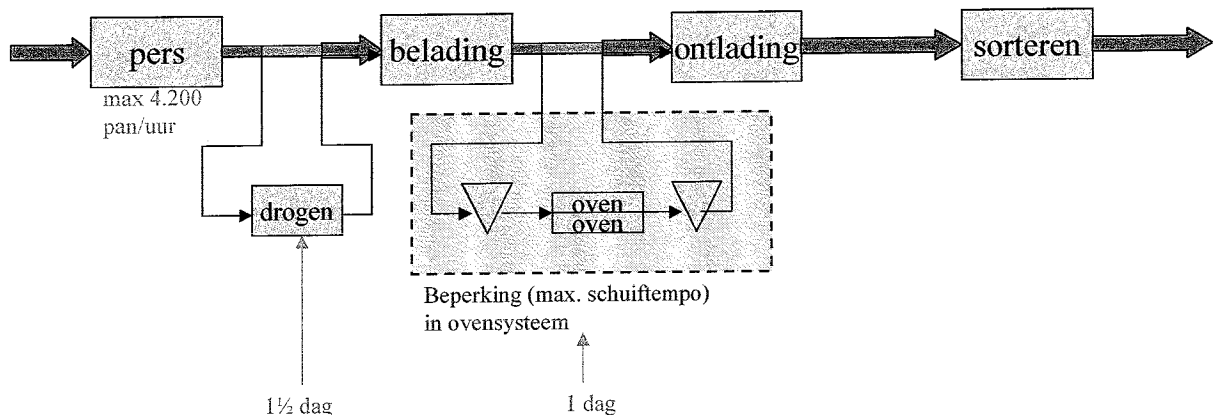 pers
belading
ontlading
sorteren
max 4.200
pan/uur
drogen
oven
oven
Beperking (max. schuiftempo)
in ovensysteem
1½ dag
1 dag